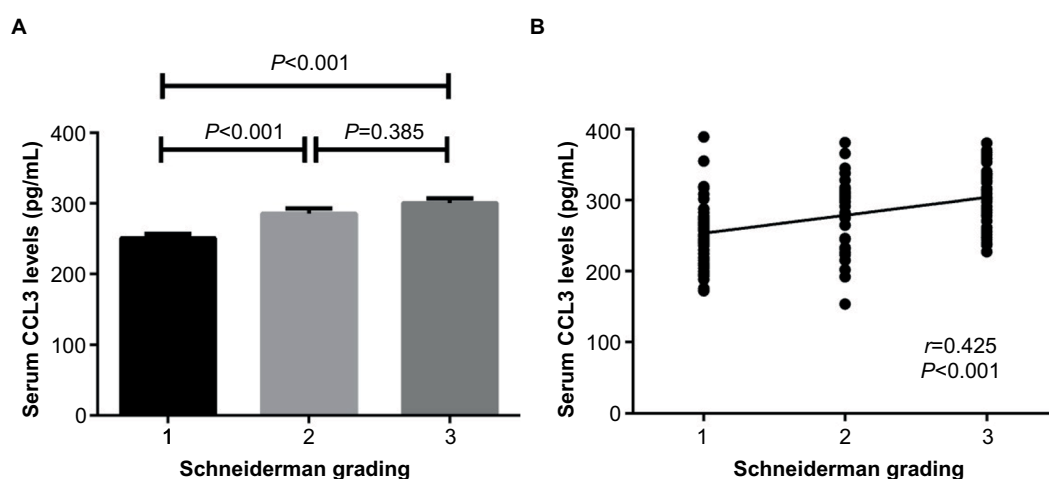 A
P<0.001
P<0.001
P=0.385
400
300
200
100
0
Serum CCL3 levels (pg/mL)
1 2 3
Schneiderman grading
B
400
300
200
100
0
Serum CCL3 levels (pg/mL)
r=0.425
P<0.001
1 2 3
Schneiderman grading